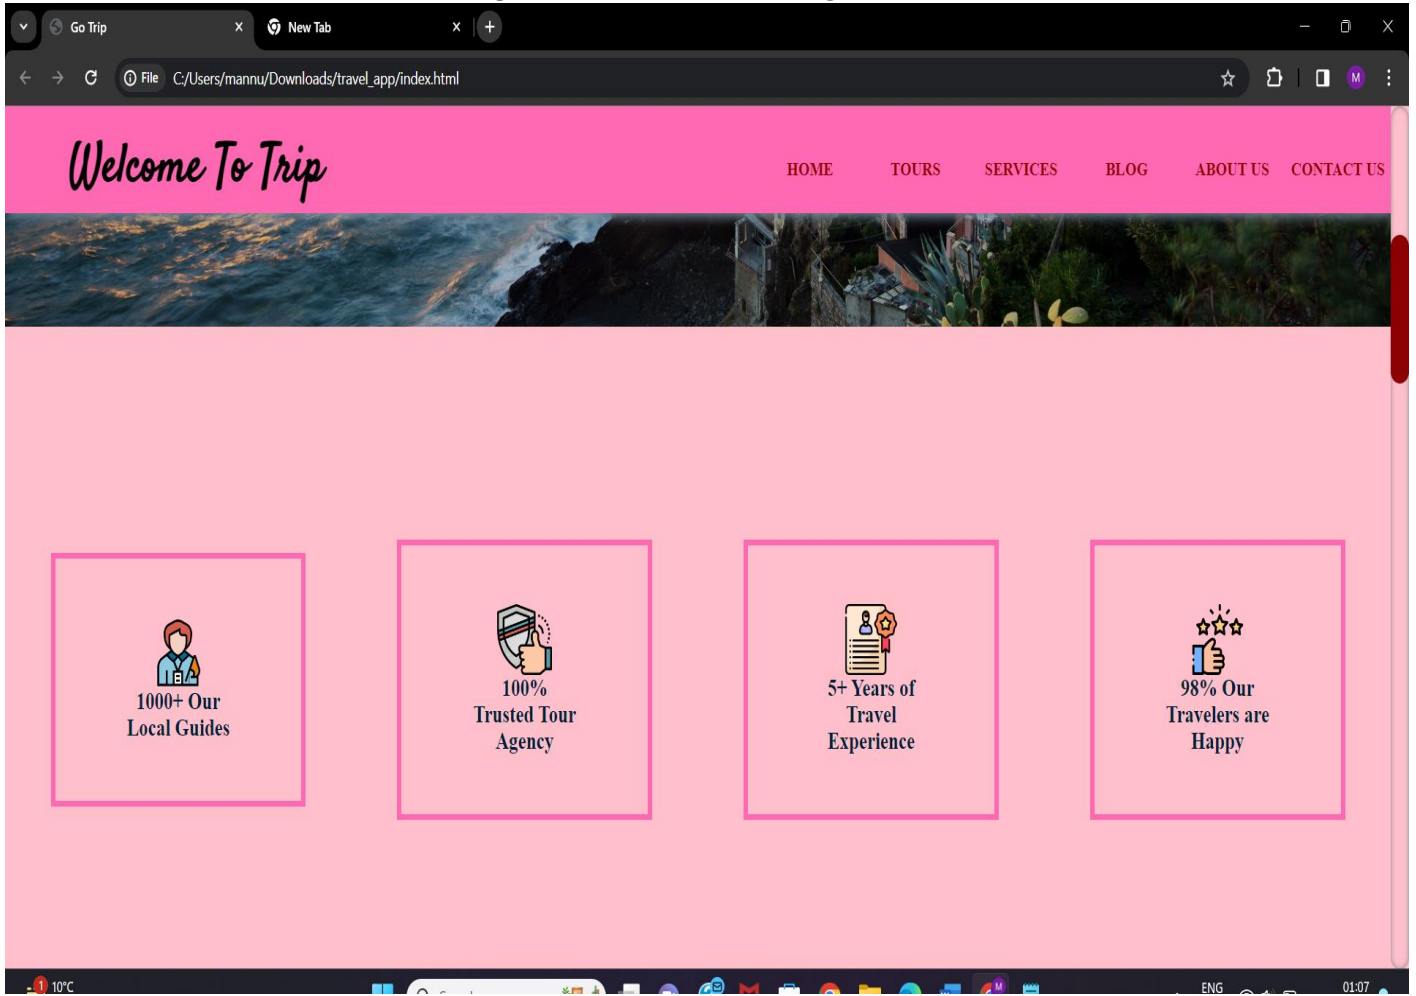 Go Trip
New Tab
File C:/Users/mannu/Downloads/travel_app/index.html
M
Welcome To Trip
HOME TOURS SERVICES BLOG ABOUT US CONTACT US
1000+ Our
Local Guides
100%
Trusted Tour
Agency
5+ Years of
Travel
Experience
98% Our
Travelers are
Happy
1
10°C
M
ENG
01:07